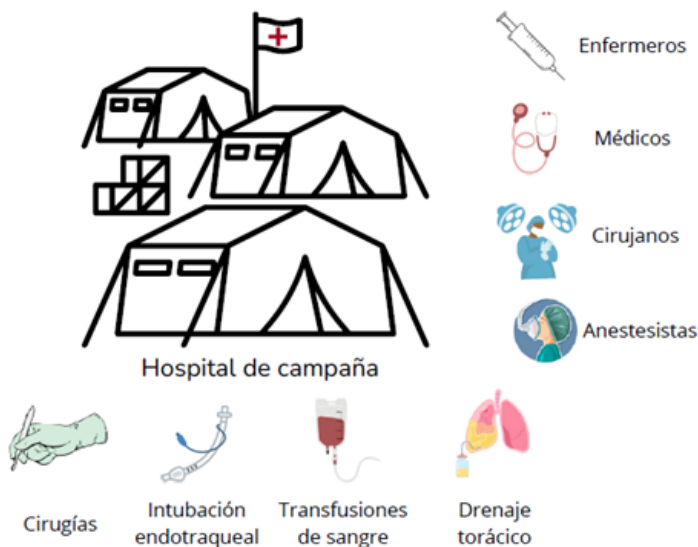 Enfermeros
Médicos
Cirujanos
Anestesistas
Hospital de campaña
Cirugías
Intubación
endotraqueal
Transfusiones
de sangre
Drenaje
torácico